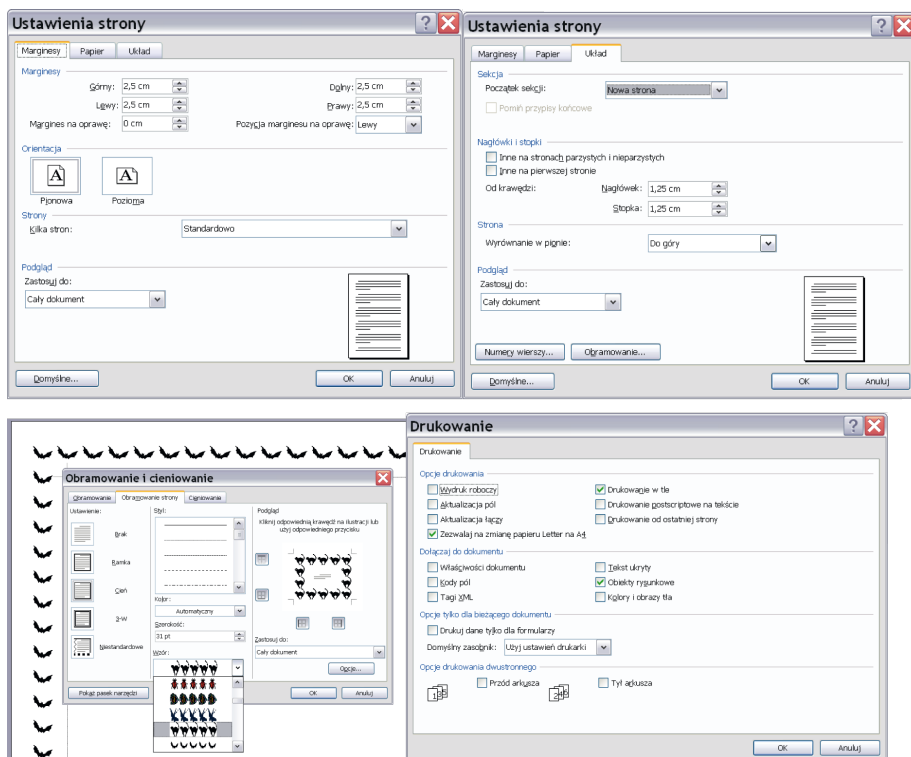 Ustawienia strony
Marginesy Papier Układ
Marginesy
Górny: 2,5 cm Dolny: 2,5 cm
Lewy: 2,5 cm Prawy: 2,5 cm
Margines na oprawę: 0 cm Pozycja marginesu na oprawę: Lewy
Orientacja
Pionowa Pozioma
Strony
Kilka stron: Standardowo
Podgląd
Zastosuj do:
Cały dokument
Domyślne... OK Anuluj
Ustawienia strony
Marginesy Papier Układ
Sekcja
Początek sekcji: Nowa strona
Pomiń przypisy końcowe
Nagłówki i stopki
Inne na stronach parzystych i nieparzystych
Inne na pierwszej stronie
Od krawędzi: Nagłówek: 1,25 cm
Stopka: 1,25 cm
Strona
Wyrównanie w pionie: Do góry
Podgląd
Zastosuj do:
Cały dokument
Numery wierszy... Obramowanie...
Domyślne... OK Anuluj
Obramowanie i cieniowanie
Obramowanie Obramowanie strony Cieniowanie
Ustawienie: Styl: Podgląd
Kliknij odpowiednią krawędź na ilustracji lub
użyj odpowiedniego przycisku
Brak
Ramka
Cień
Kolor:
Automatyczny
3-W
Szerokość:
31 pt
Niestandardowe
Wzór:
Zastosuj do:
Cały dokument
Opcje...
Pokaż pasek narzędzi OK Anuluj
Drukowanie
Drukowanie
Opcje drukowania
Wydruk roboczy Drukowanie w tle
Aktualizacja pól Drukowanie postscriptowe na tekście
Aktualizacja łączy Drukowanie od ostatniej strony
Zezwalaj na zmianę papieru Letter na A4
Dołączaj do dokumentu
Właściwości dokumentu Tekst ukryty
Kody pól Obiekty rysunkowe
Tagi XML Kolory i obrazy tła
Opcje tylko dla bieżącego dokumentu
Drukuj dane tylko dla formularzy
Domyślny zasobnik: Użyj ustawień drukarki
Opcje drukowania dwustronnego
Przód arkusza Tył arkusza
OK Anuluj